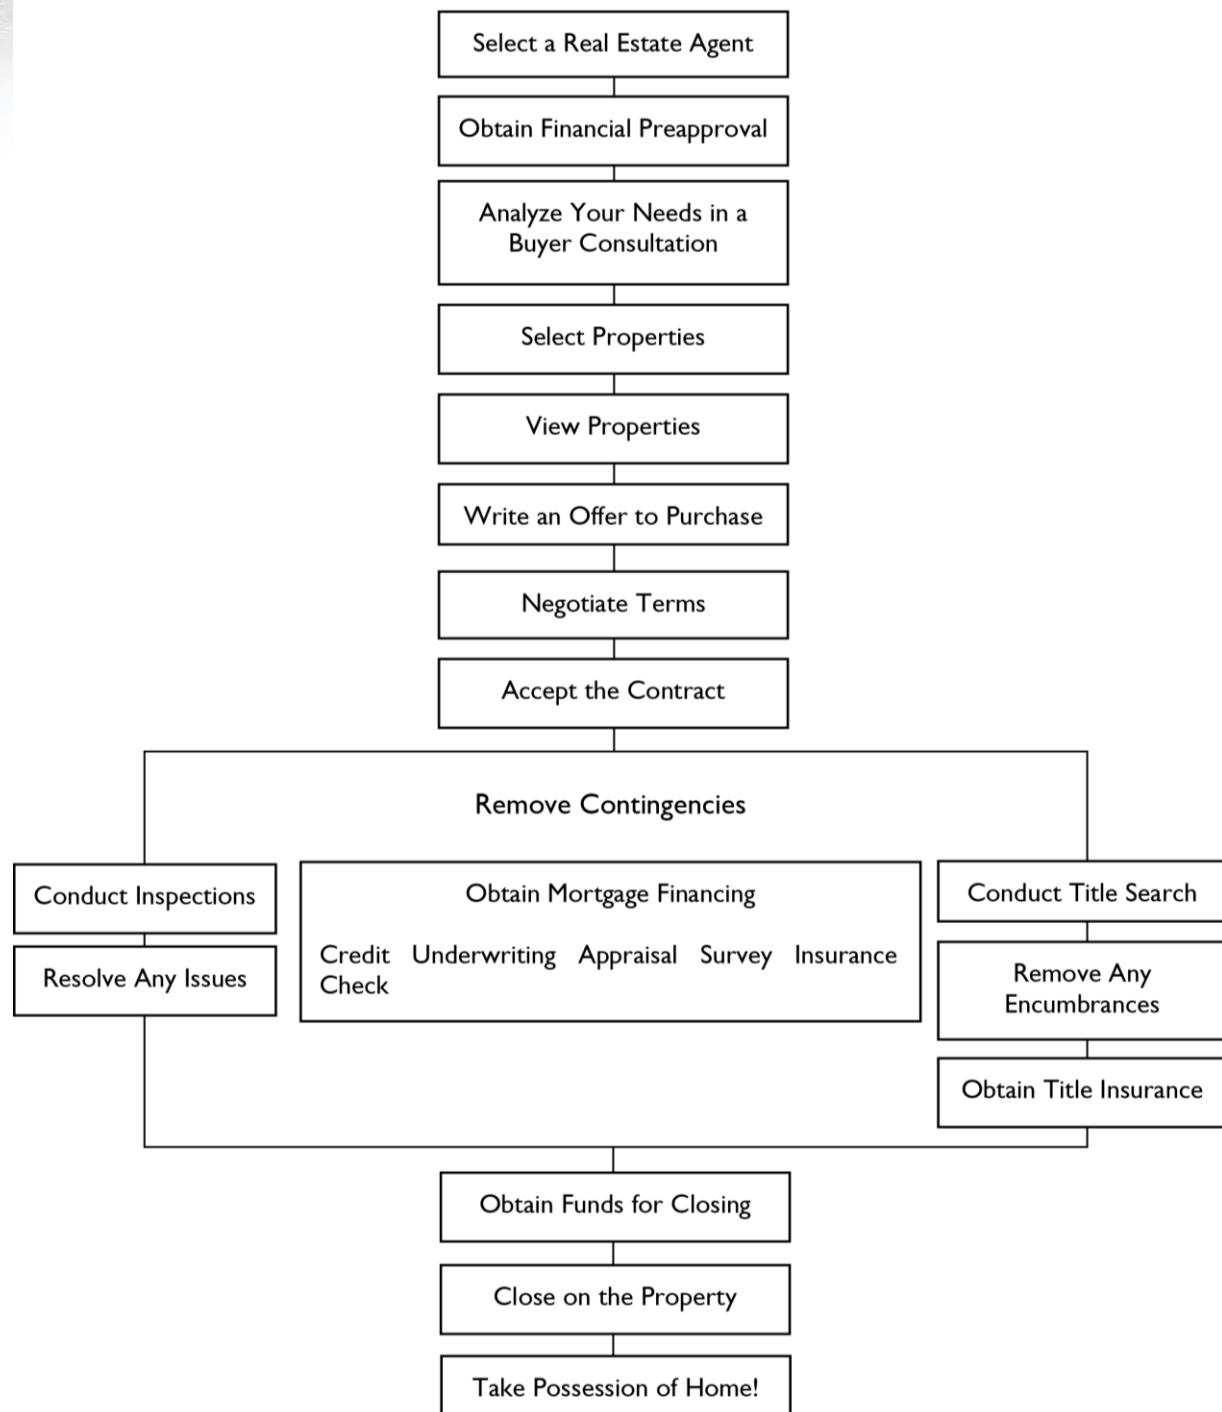 Select a Real Estate Agent
Obtain Financial Preapproval
Analyze Your Needs in a
Buyer Consultation
Select Properties
View Properties
Write an Offer to Purchase
Negotiate Terms
Accept the Contract
Remove Contingencies
Conduct Inspections
Resolve Any Issues
Obtain Mortgage Financing
Credit Underwriting Appraisal Survey Insurance
Check
Conduct Title Search
Remove Any
Encumbrances
Obtain Title Insurance
Obtain Funds for Closing
Close on the Property
Take Possession of Home!